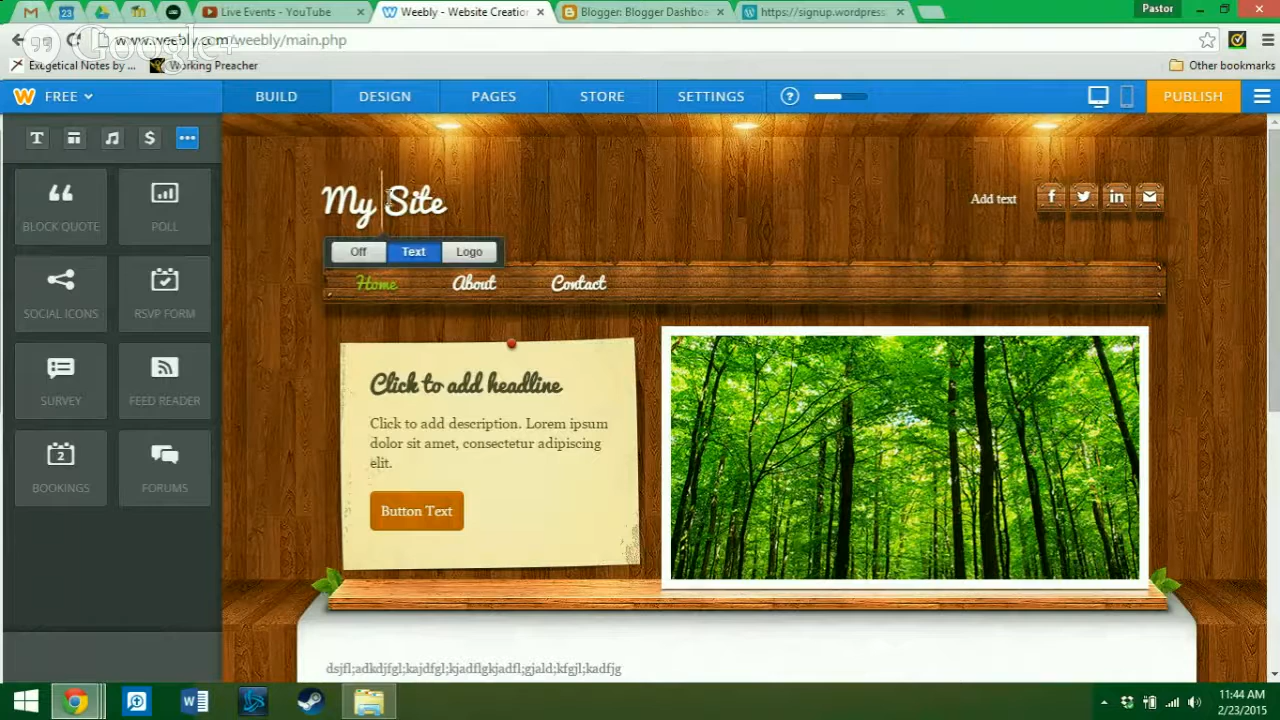 Live Events - YouTube
Weebly - Website Creation
Blogger: Blogger Dashbo
https://signup.wordpress
Pastor
www.weebly.com/weebly/main.php
Google+
Exegetical Notes by ...
Working Preacher
Other bookmarks
FREE
BUILD
DESIGN
PAGES
STORE
SETTINGS
?
PUBLISH
T
$
BLOCK QUOTE
POLL
SOCIAL ICONS
RSVP FORM
SURVEY
FEED READER
2
BOOKINGS
FORUMS
My Site
Add text
Off
Text
Logo
Home
About
Contact
Click to add headline
Click to add description. Lorem ipsum
dolor sit amet, consectetur adipiscing
elit.
Button Text
dsjfl;adkdjfgl;kajdfgl;kjadflgkjadfl;gjald;kfgjl;kadfjg
11:44 AM
2/23/2015